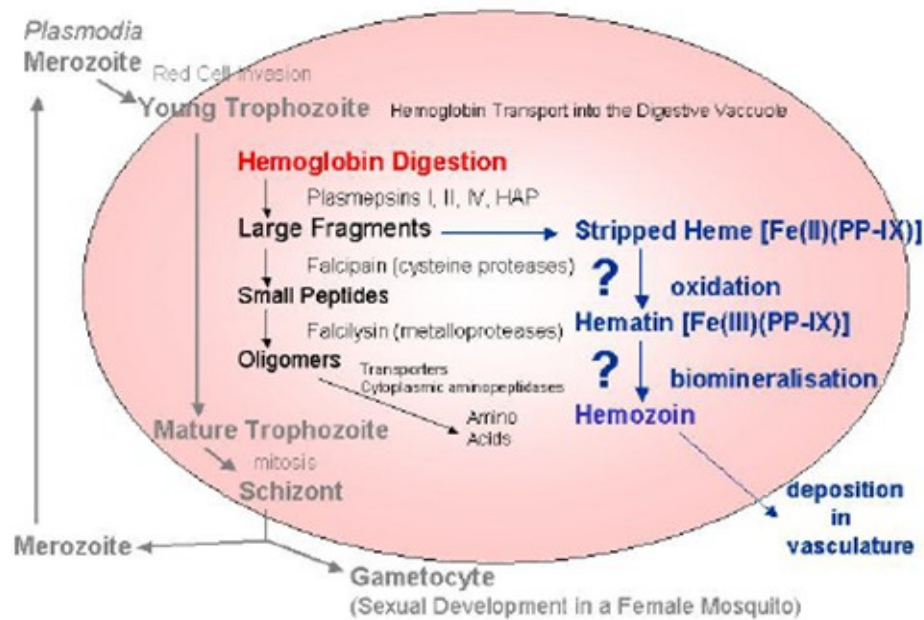 Plasmodia
Merozoite
Red Cell Invasion
Young Trophozoite
Hemoglobin Transport into the Digestive Vaccuole
Hemoglobin Digestion
Plasmepsins I, II, IV, HAP
Large Fragments
Stripped Heme [Fe(II)(PP-IX)]
Falcipain (cysteine proteases)
?
oxidation
Small Peptides
Hematin [Fe(III)(PP-IX)]
Falcilysin (metalloproteases)
Oligomers
Transporters
Cytoplasmic aminopeptidases
?
biomineralisation
Amino
Acids
Hemozoin
Mature Trophozoite
mitosis
Schizont
deposition
in
vasculature
Merozoite
Gametocyte
(Sexual Development in a Female Mosquito)